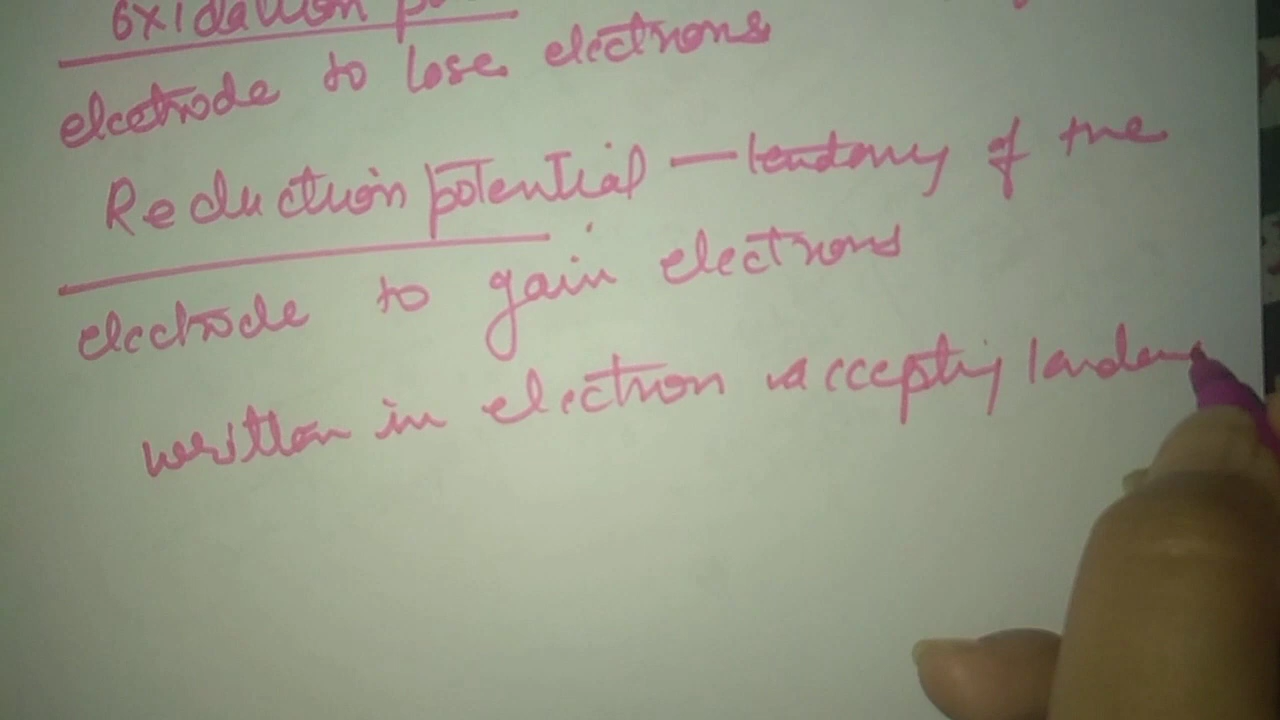 Oxidation
electrode to lose electrons
Reduction potential — tendency of the
electrode to gain electrons
written in electron accepting tendency